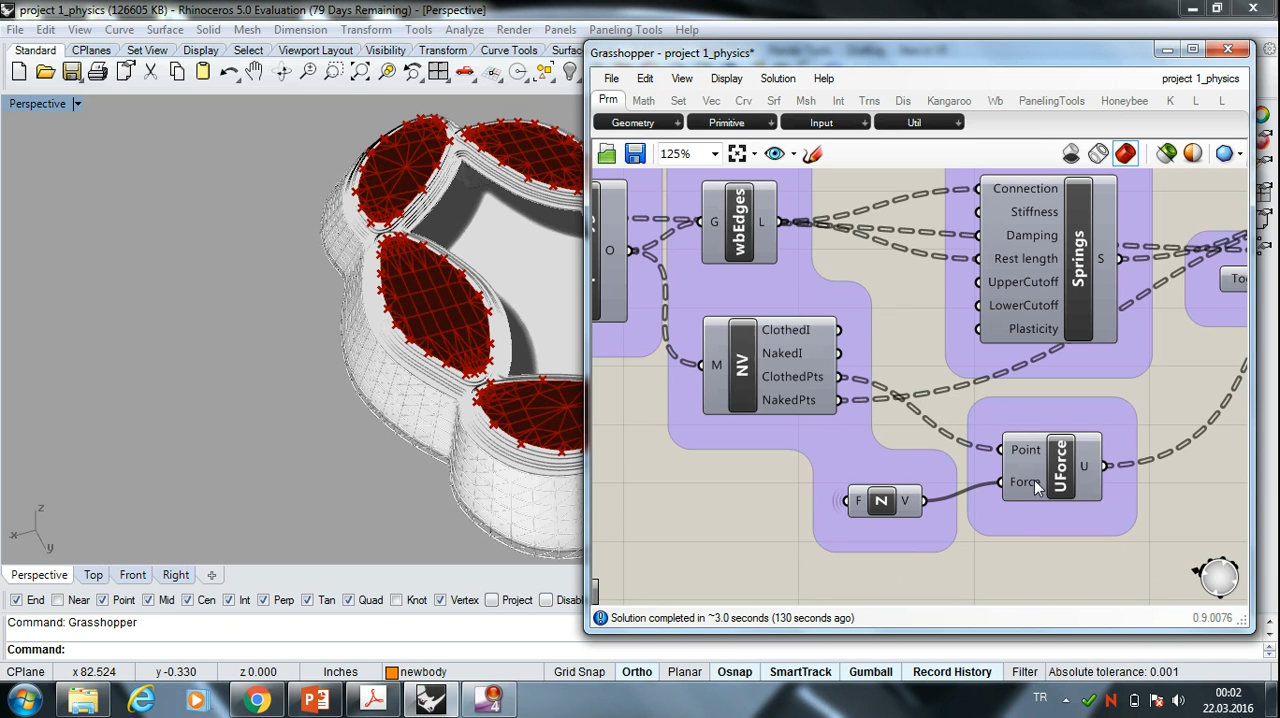 project 1_physics (126605 KB) - Rhinoceros 5.0 Evaluation (79 Days Remaining) - [Perspective]
File Edit View Curve Surface Solid Mesh Dimension Transform Tools Analyze Render Panels Paneling Tools Help
Standard CPlanes Set View Display Select Viewport Layout Visibility Transform Curve Tools Surfac
Perspective
Grasshopper - project 1_physics*
File Edit View Display Solution Help project 1_physics
Prm Math Set Vec Crv Srf Msh Int Trns Dis Kangaroo Wb PanelingTools Honeybee K L L
Geometry Primitive Input Util
125%
O
G wbEdges L
Connection
Stiffness
Damping
Rest length
UpperCutoff
LowerCutoff
Plasticity
Springs S
M NV
ClothedI
NakedI
ClothedPts
NakedPts
Point
Force
UForce U
F Z V
Solution completed in ~3.0 seconds (130 seconds ago) 0.9.0076
z
x
y
Perspective Top Front Right
End Near Point Mid Cen Int Perp Tan Quad Knot Vertex Project Disab
Command: Grasshopper
Command:
CPlane x 82.524 y -0.330 z 0.000 Inches newbody Grid Snap Ortho Planar Osnap SmartTrack Gumball Record History Filter Absolute tolerance: 0.001
4
TR
00:02
22.03.2016